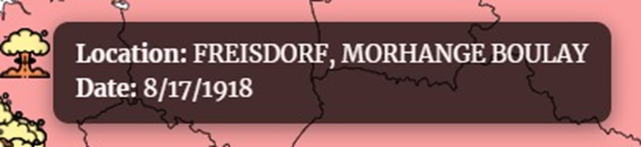 Location: FREISDORF, MORHANGE BOULAY
Date: 8/17/1918